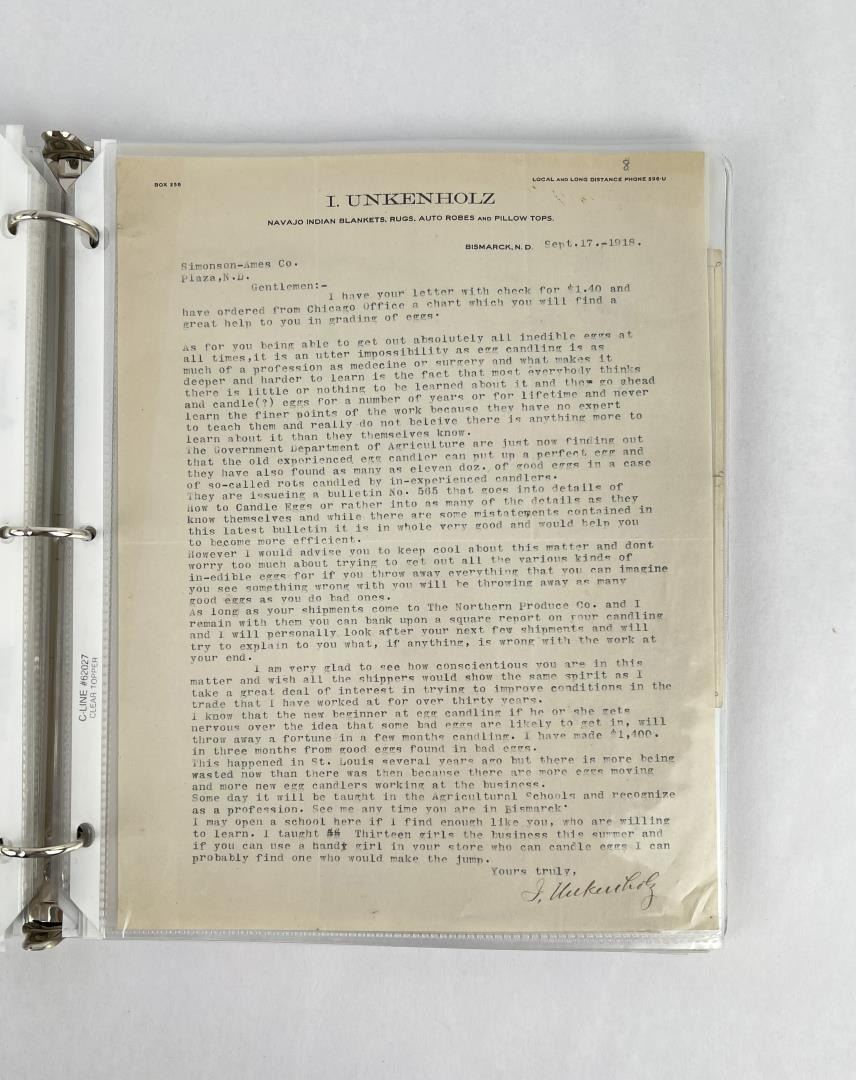 8
BOX 258
LOCAL AND LONG DISTANCE PHONE 596-U
I. UNKENHOLZ
NAVAJO INDIAN BLANKETS, RUGS, AUTO ROBES AND PILLOW TOPS.
BISMARCK, N. D. Sept.17.-1918.
Simonson-Ames Co.
Plaza,N.D.
Gentlemen:-
I have your letter with check for $1.40 and
have ordered from Chicago Office a chart which you will find a
great help to you in grading of eggs.
As for you being able to get out absolutely all inedible eggs at
all times,it is an utter impossibility as egg candling is as
much of a profession as medecine or surgery and what makes it
deeper and harder to learn is the fact that most everybody thinks
there is little or nothing to be learned about it and go ahead
and candle(?) eggs for a number of years or for lifetime and never
learn the finer points of the work because they have no expert
to teach them and really do not beleive there is anything more to
learn about it than they themselves know.
The Government Department of Agriculture are just now finding out
that the old experienced egg candler can put up a perfect egg and
they have also found as many as eleven doz. of good eggs in a case
of so-called rots candled by in-experienced candlers.
They are issueing a bulletin No. 565 that goes into details of
How to Candle Eggs or rather into as many of the details as they
know themselves and while there are some mistatements contained in
this latest bulletin it is in whole very good and would help you
to become more efficient.
However I would advise you to keep cool about this matter and dont
worry too much about trying to get out all the various kinds of
in-edible eggs for if you throw away everything that you can imagine
you see something wrong with you will be throwing away as many
good eggs as you do bad ones.
As long as your shipments come to The Northern Produce Co. and I
remain with them you can bank upon a square report on your candling
and I will personally look after your next few shipments and will
try to explain to you what, if anything, is wrong with the work at
your end.
I am very glad to see how conscientious you are in this
matter and wish all the shippers would show the same spirit as I
take a great deal of interest in trying to improve conditions in the
trade that I have worked at for over thirty years.
I know that the new beginner at egg candling if he or she gets
nervous over the idea that some bad eggs are likely to get in, will
throw away a fortune in a few months candling. I have made $1,400.
in three months from good eggs found in bad eggs.
This happened in St. Louis several years ago but there is more being
wasted now than there was then because there are more eggs moving
and more new egg candlers working at the business.
Some day it will be taught in the Agricultural Schools and recognize
as a profession. See me any time you are in Bismarck.
I may open a school here if I find enough like you, who are willing
to learn. I taught Thirteen girls the business this summer and
if you can use a handy girl in your store who can candle eggs I can
probably find one who would make the jump.
Yours truly,
I. Unkenholz
C-LINE #62027
CLEAR TOPPER